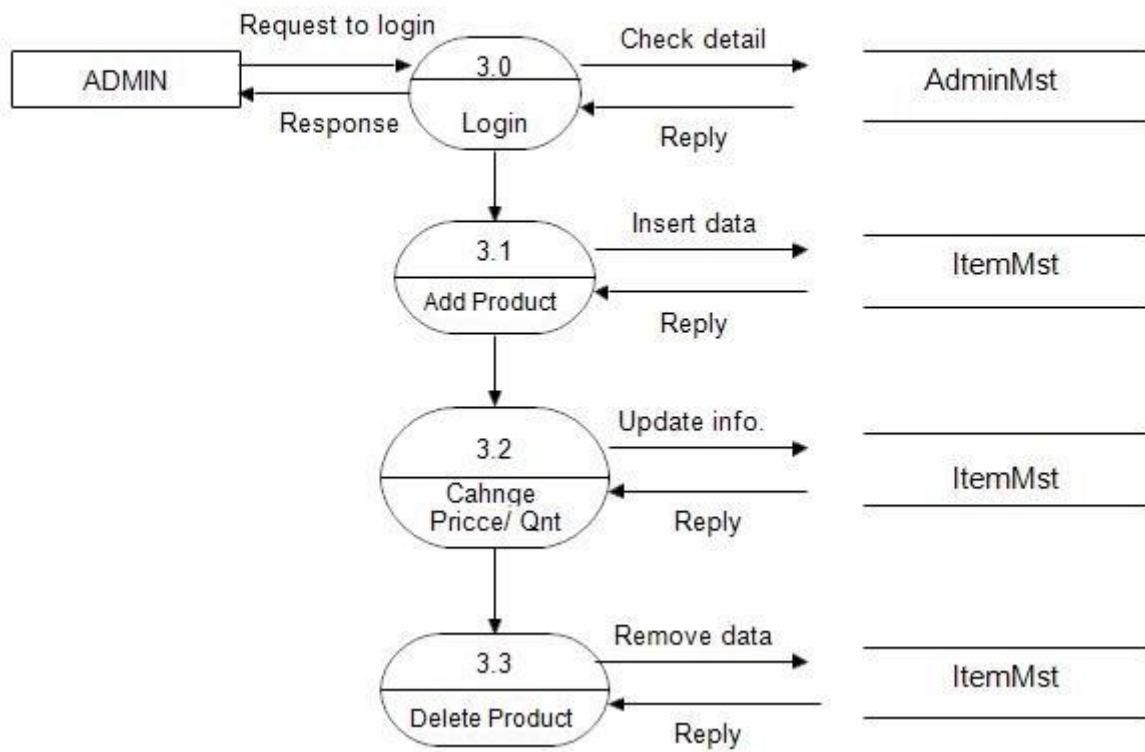 Request to login
Check detail
ADMIN
3.0
AdminMst
Response
Login
Reply
Insert data
3.1
ItemMst
Add Product
Reply
Update info.
3.2
ItemMst
Cahnge
Pricce/ Qnt
Reply
Remove data
3.3
ItemMst
Delete Product
Reply